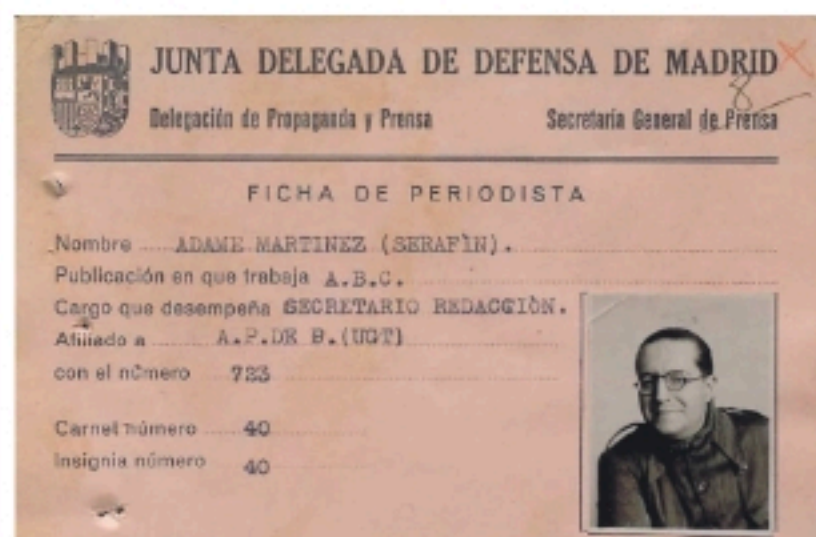 JUNTA DELEGADA DE DEFENSA DE MADRID
8
Delegación de Propaganda y Prensa Secretaría General de Prensa
FICHA DE PERIODISTA
Nombre ADAME MARTINEZ (SERAFÌN).
Publicación en que trabaja A.B.C.
Cargo que desempeña SECRETARIO REDACCIÒN.
Afiliado a A.P.DE B.(UGT)
con el número 723
Carnet número 40
Insignia número 40